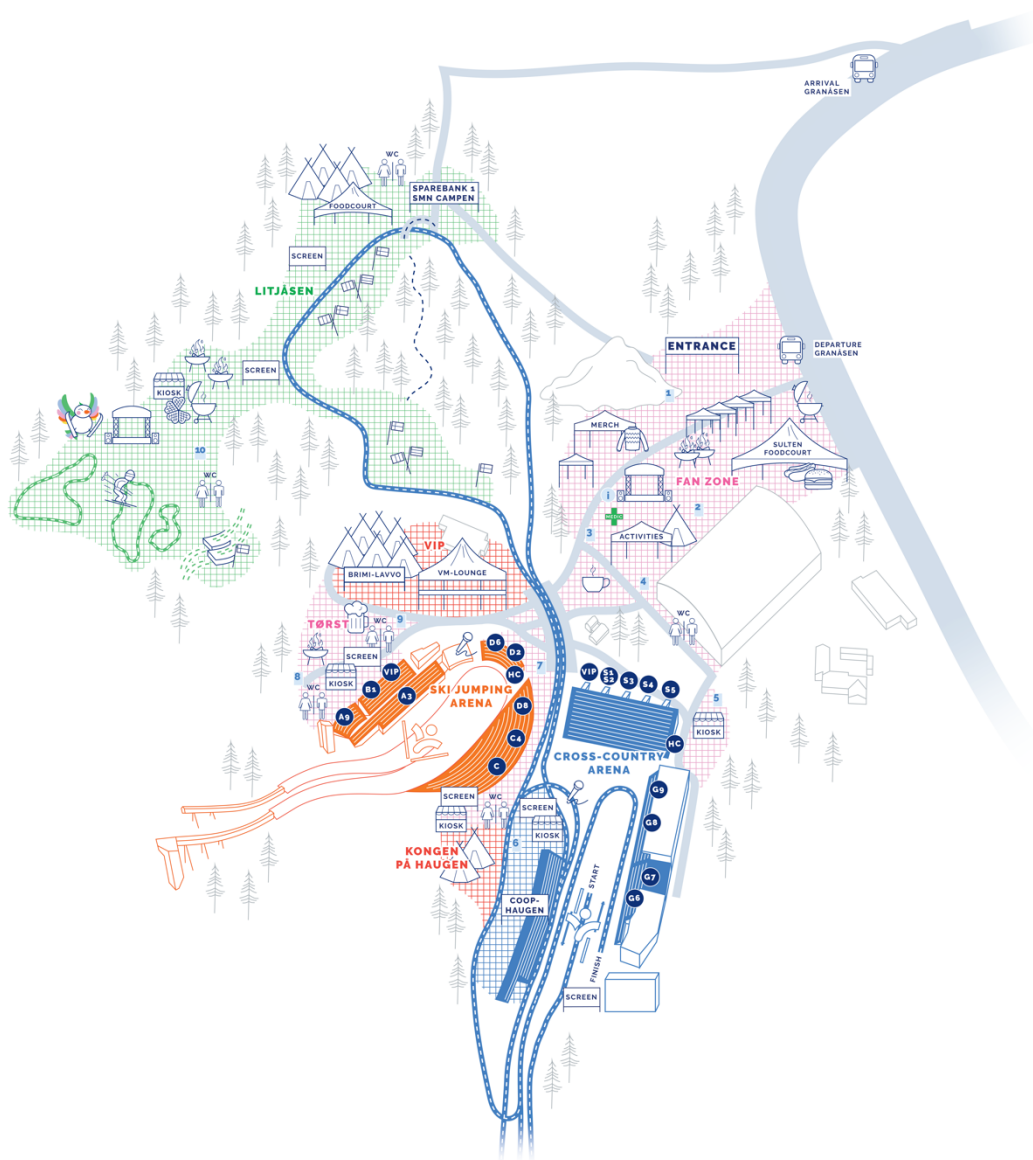 ARRIVAL
GRANÅSEN
WC
SPAREBANK 1
SMN CAMPEN
FOODCOURT
SCREEN
LITJÅSEN
ENTRANCE
DEPARTURE
GRANÅSEN
SCREEN
KIOSK
1
MERCH
SULTEN
FOODCOURT
10
WC
FAN ZONE
i
2
MEDIC
3
ACTIVITIES
VIP
BRIMI-LAVVO
VM-LOUNGE
4
9
TØRST
WC
WC
SCREEN
D6
D2
7
8
KIOSK
VIP
HC
VIP
S1
S2
S3
S4
S5
WC
B1
A3
SKI JUMPING
ARENA
A9
D8
5
KIOSK
C4
HC
C
CROSS-COUNTRY
ARENA
SCREEN
KIOSK
WC
SCREEN
KIOSK
G9
G8
6
KONGEN
PÅ HAUGEN
G7
START
G6
COOP-
HAUGEN
FINISH
SCREEN